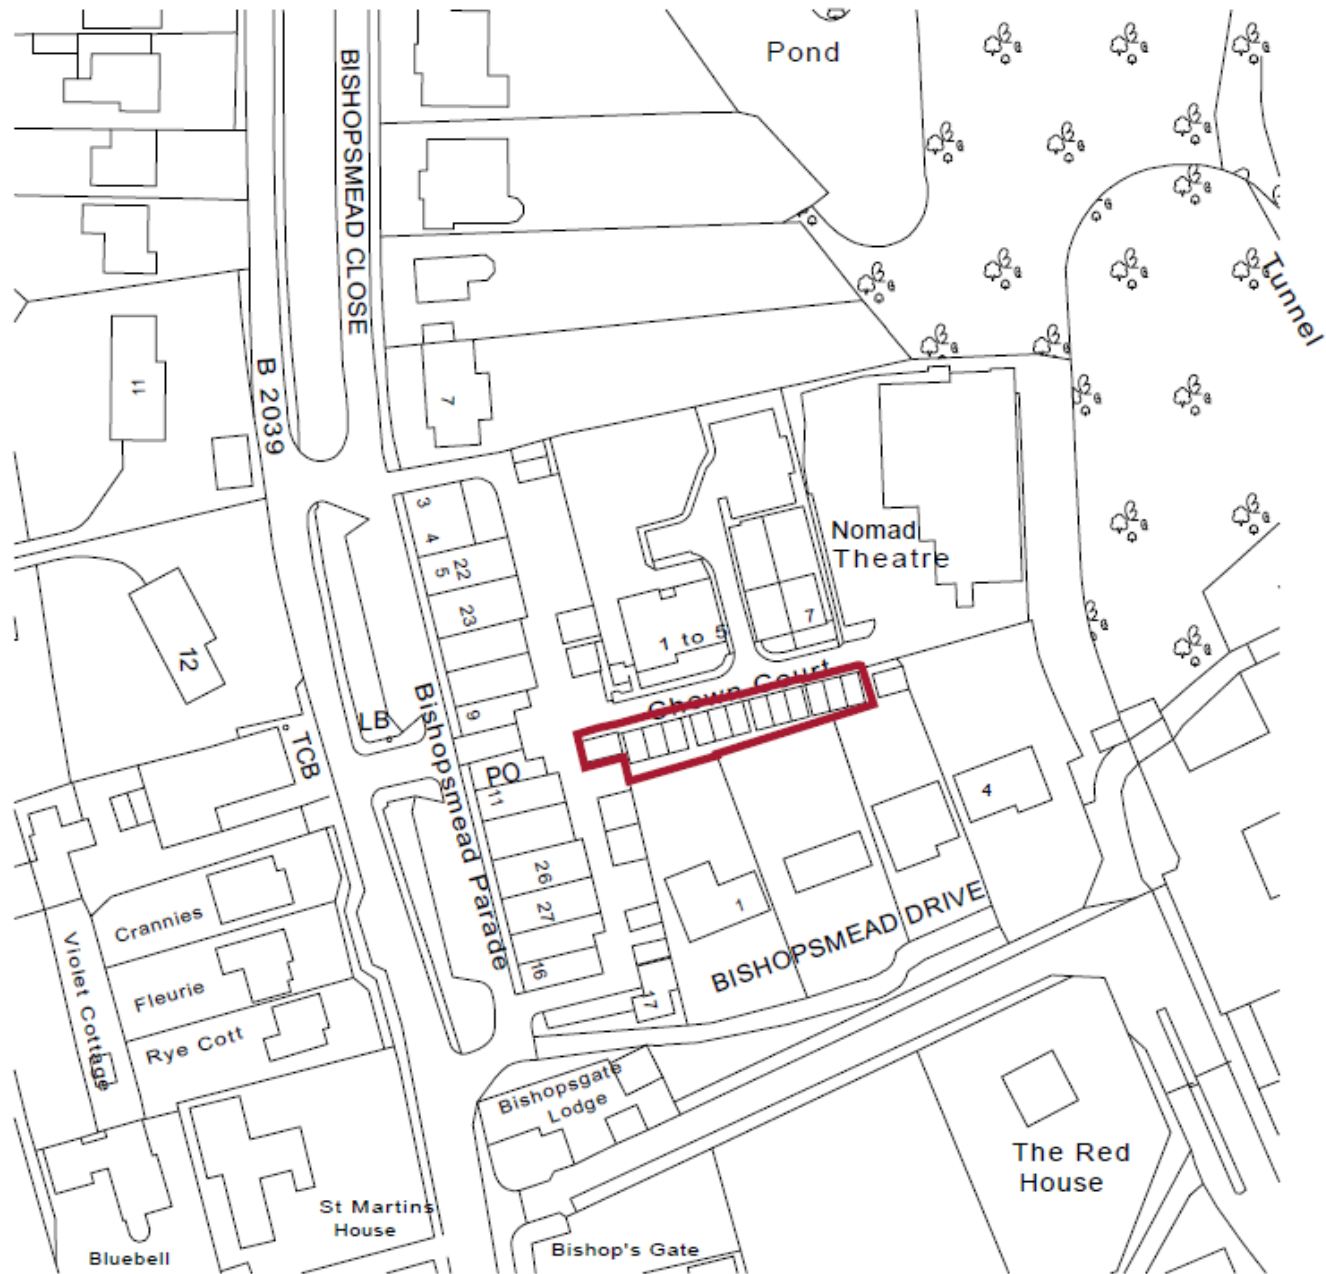 Pond
BISHOPSMEAD CLOSE
Tunnel
B 2039
11
7
3
4
5
22
23
9
Nomad
Theatre
1 to 5
7
Chown Court
12
LB
TCB
Bishopsmead Parade
PO
11
26
27
16
17
4
1
BISHOPSMEAD DRIVE
Crannies
Fleurie
Rye Cott
Violet Cottage
Bishopsgate
Lodge
The Red
House
St Martins
House
Bluebell
Bishop's Gate